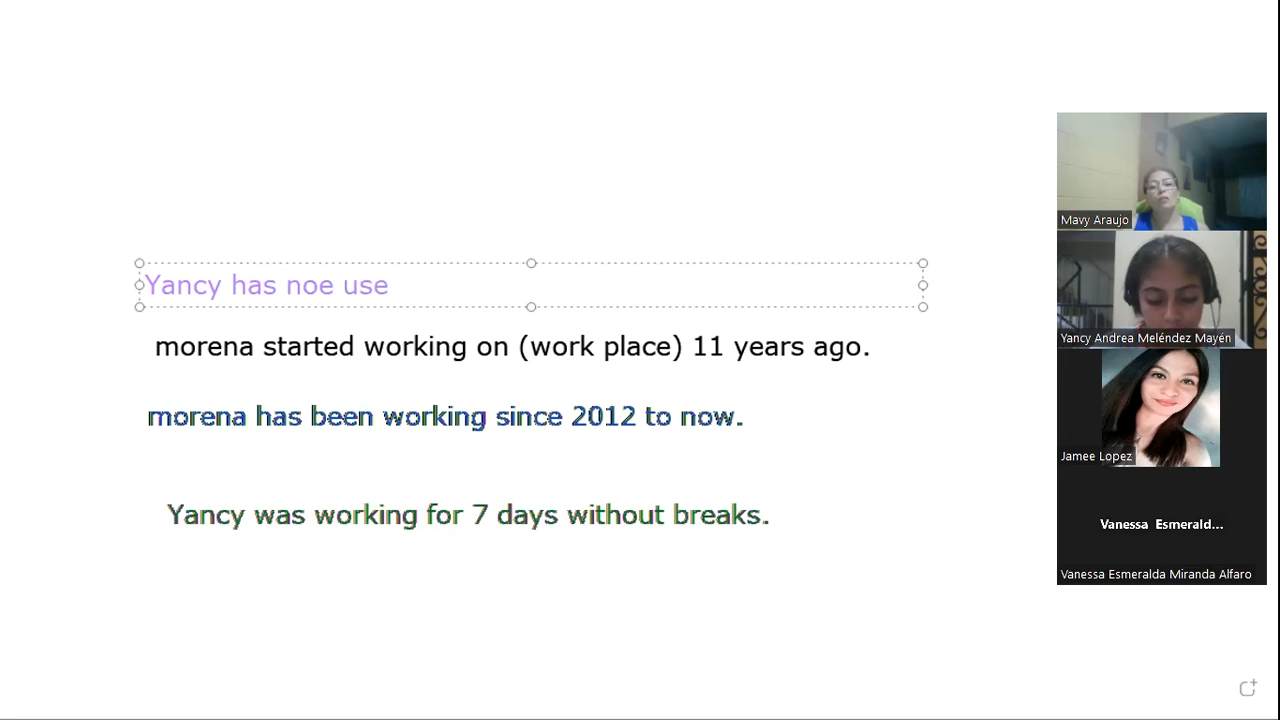 Yancy has noe use
morena started working on (work place) 11 years ago.
morena has been working since 2012 to now.
Yancy was working for 7 days without breaks.
Mavy Araujo
Yancy Andrea Meléndez Mayén
Jamee Lopez
Vanessa Esmerald...
Vanessa Esmeralda Miranda Alfaro